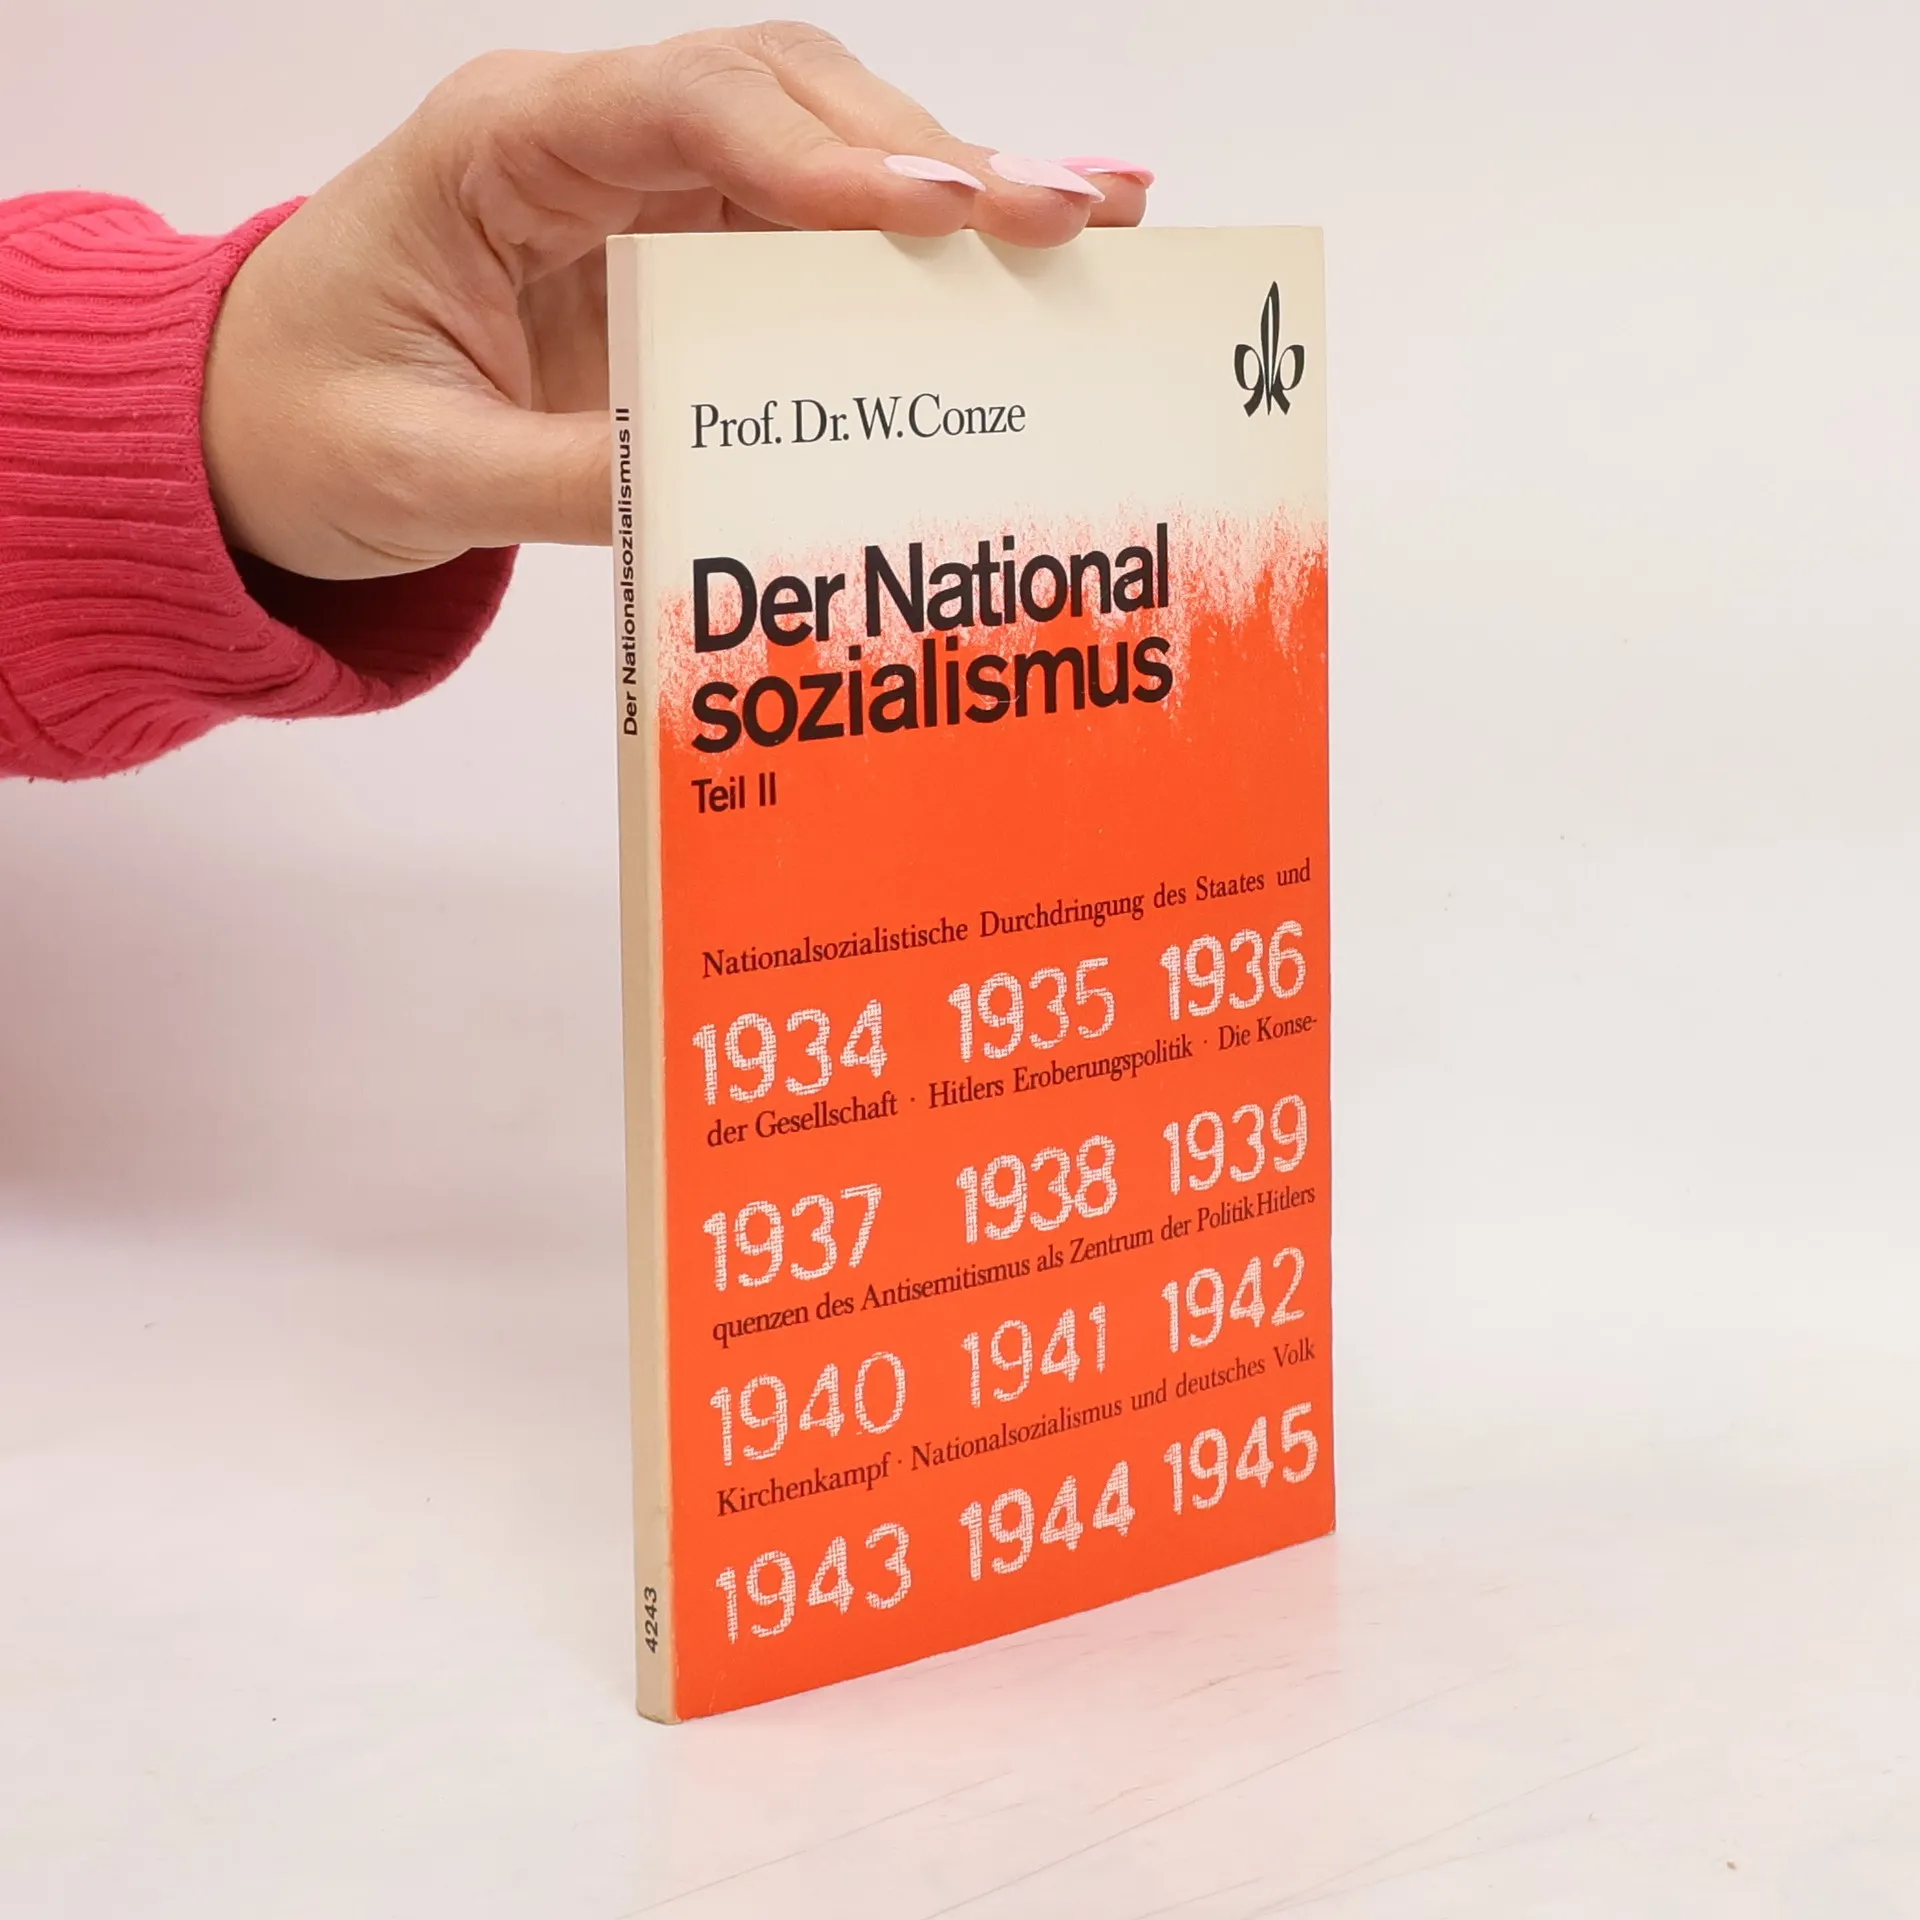 Prof. Dr. W. Conze
Der National
sozialismus
Teil II
Nationalsozialistische Durchdringung des Staates und
1934 1935 1936
der Gesellschaft · Hitlers Eroberungspolitik · Die Konse-
1937 1938 1939
quenzen des Antisemitismus als Zentrum der Politik Hitlers
1940 1941 1942
Kirchenkampf · Nationalsozialismus und deutsches Volk
1943 1944 1945
Der Nationalsozialismus II
4243